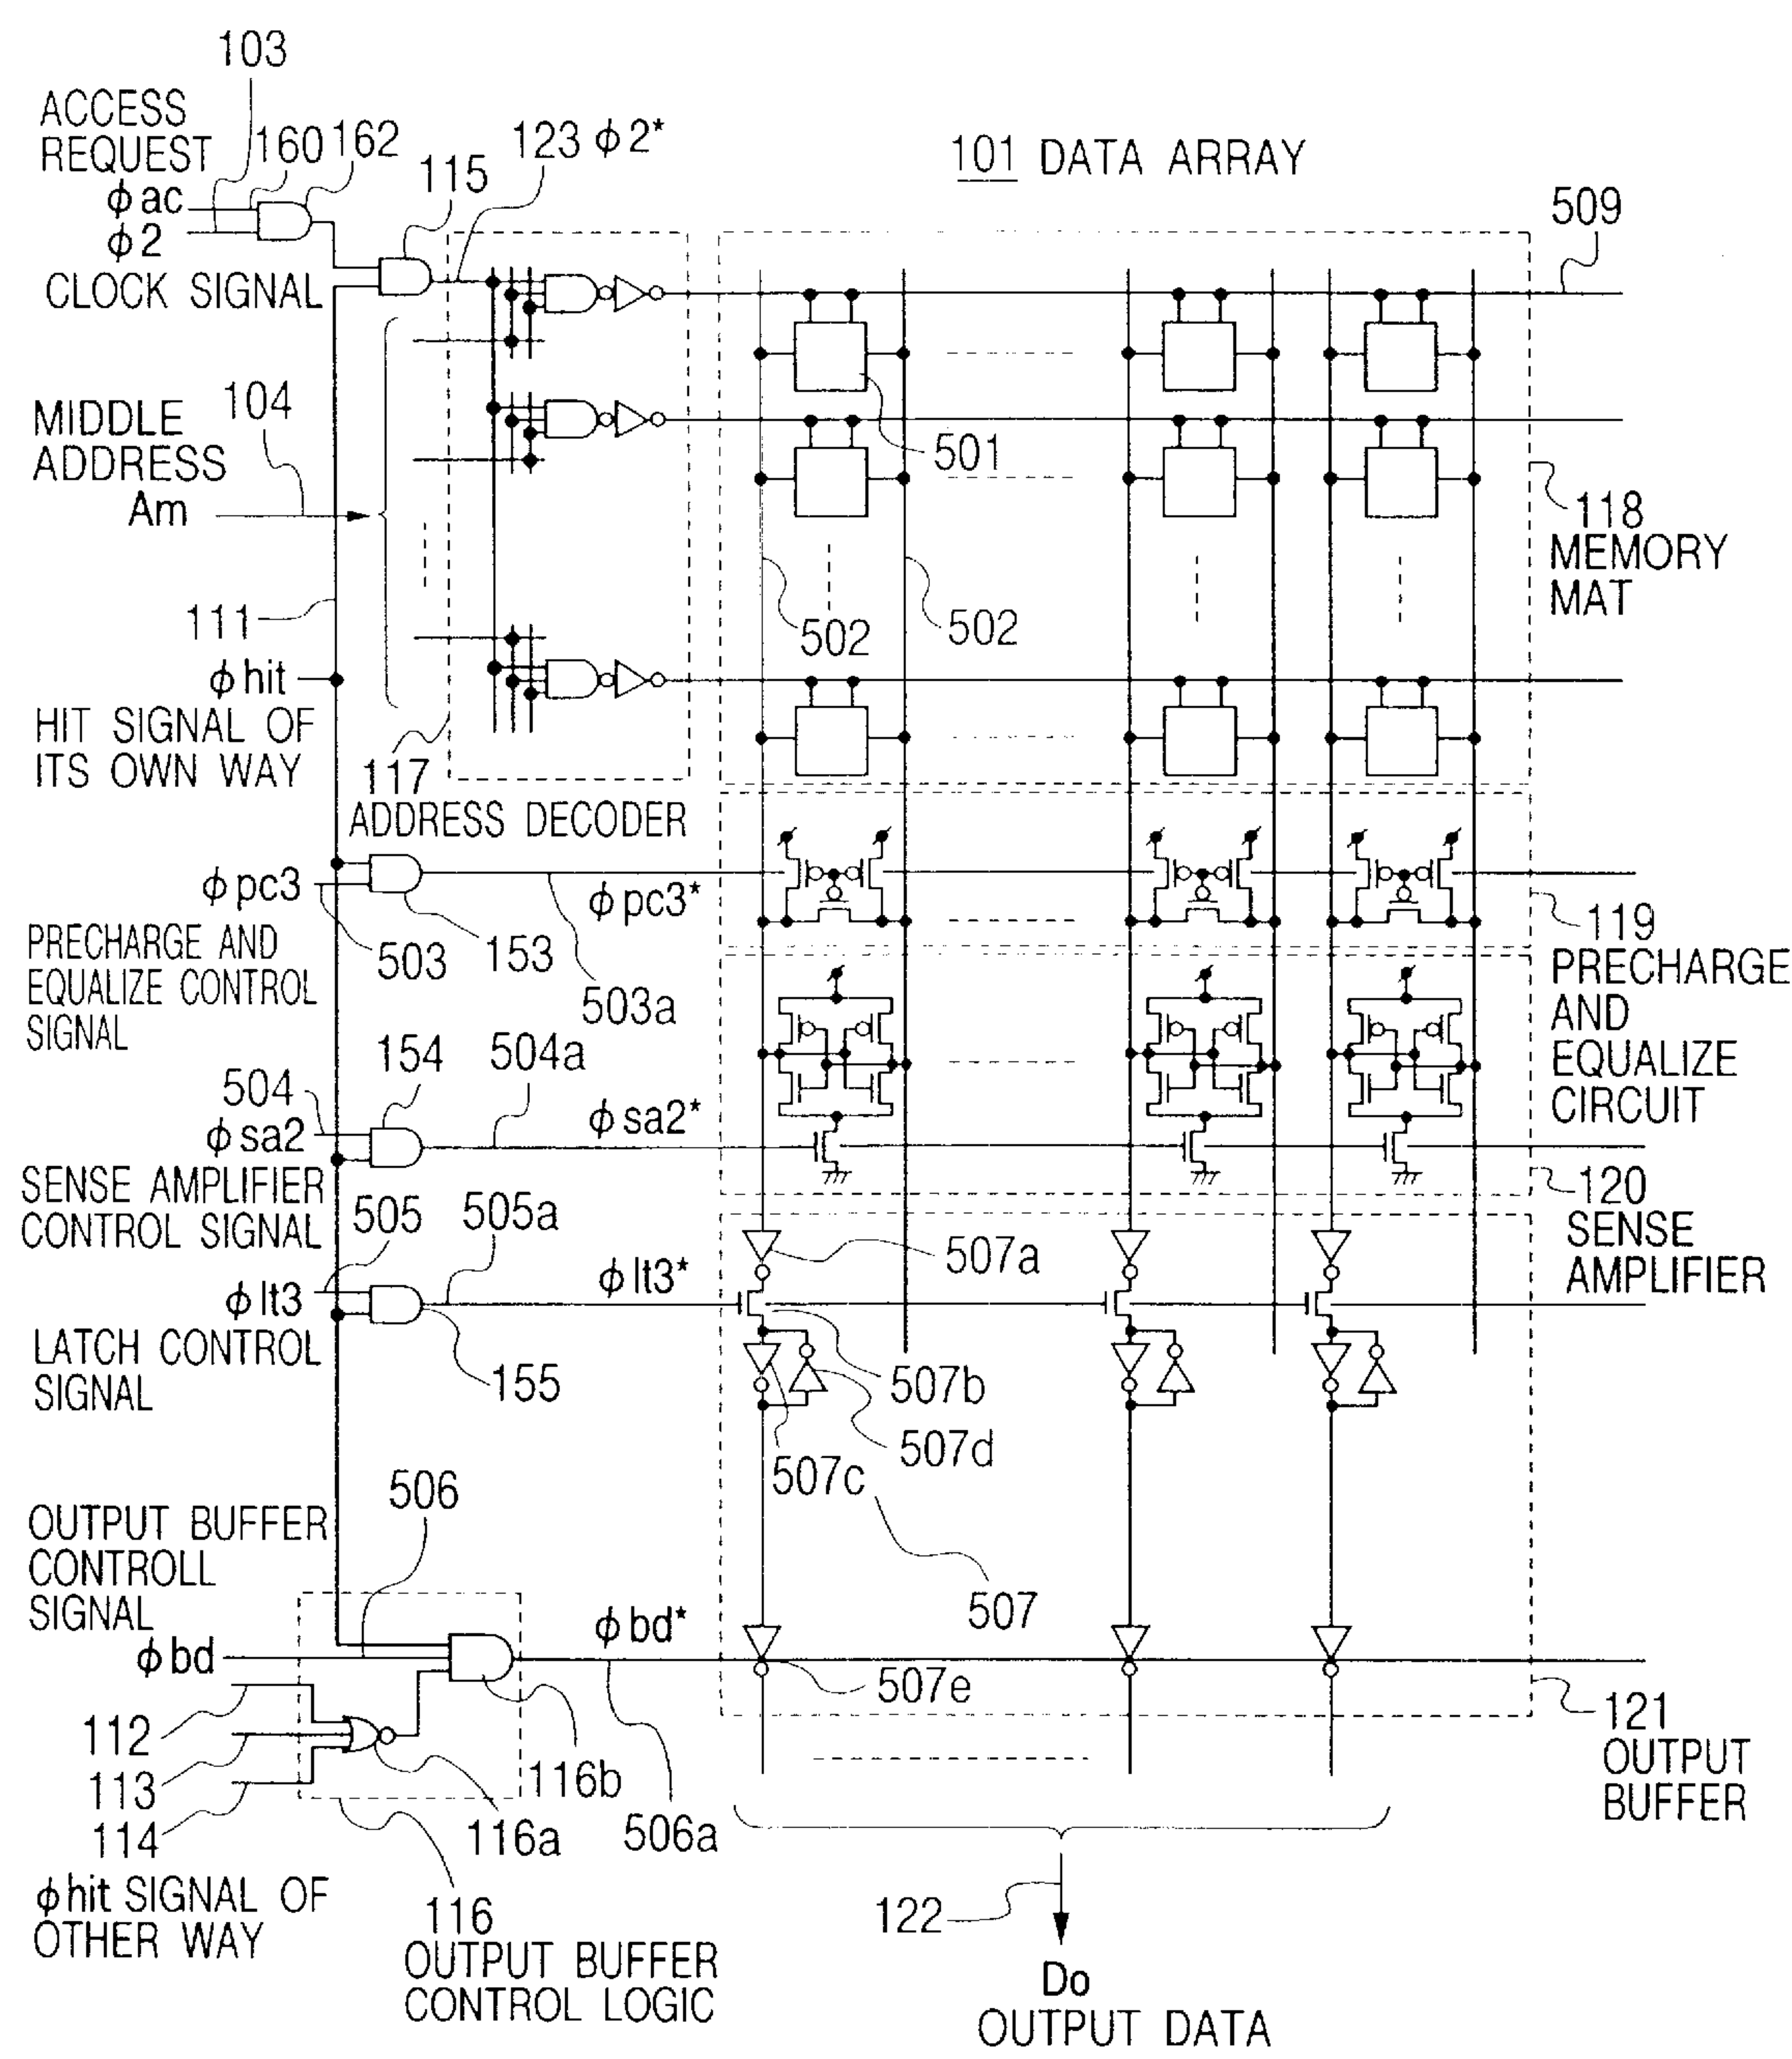 103
ACCESS
REQUEST
160
162
123 ϕ2*
101 DATA ARRAY
ϕac
115
509
ϕ2
CLOCK SIGNAL
MIDDLE
ADDRESS
104
Am
501
118
MEMORY
MAT
111
502
502
ϕhit
HIT SIGNAL OF
ITS OWN WAY
117
ADDRESS DECODER
ϕpc3
ϕpc3*
119
PRECHARGE
AND
EQUALIZE
CIRCUIT
PRECHARGE AND
EQUALIZE CONTROL
SIGNAL
503
153
503a
154
504a
504
ϕsa2
ϕsa2*
120
SENSE
AMPLIFIER
SENSE AMPLIFIER
CONTROL SIGNAL
505
505a
507a
ϕlt3
ϕlt3*
LATCH CONTROL
SIGNAL
155
507b
507d
507c
506
OUTPUT BUFFER
CONTROLL
SIGNAL
507
ϕbd
ϕbd*
507e
112
113
114
116b
116a
506a
121
OUTPUT
BUFFER
ϕhit SIGNAL OF
OTHER WAY
116
OUTPUT BUFFER
CONTROL LOGIC
122
Do
OUTPUT DATA